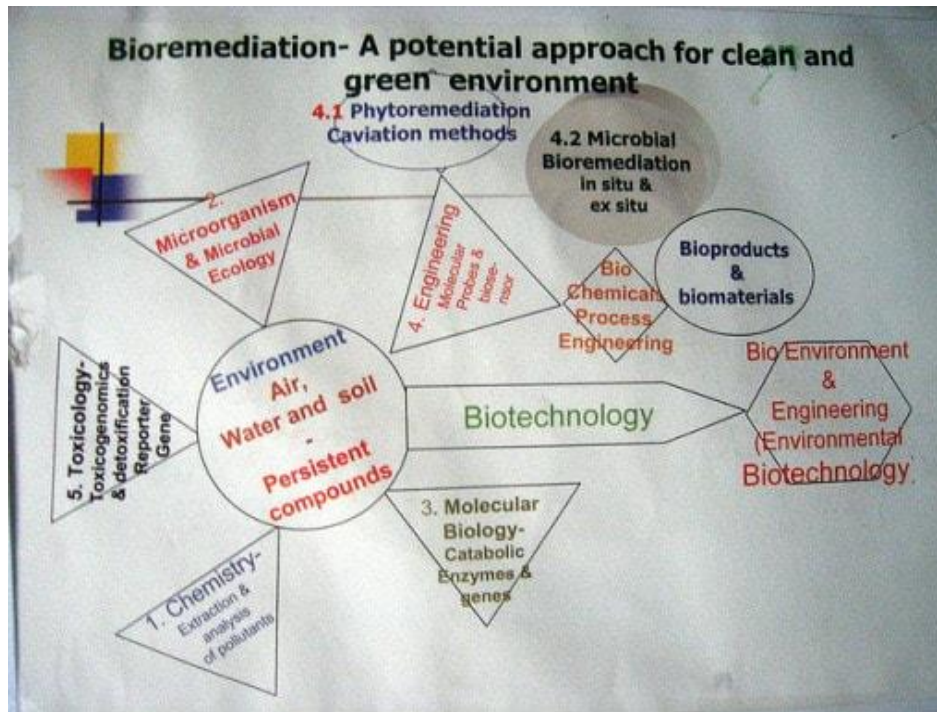 Bioremediation- A potential approach for clean and
green environment
4.1 Phytoremediation
Caviation methods
4.2 Microbial
Bioremediation
in situ &
ex situ
2.
Microorganism
& Microbial
Ecology
4. Engineering
Molecular
Probes &
biose-
nsor
Bio
Chemicals
Process
Engineering
Bioproducts
&
biomaterials
Environment
Air,
Water and soil
-
Persistent
compounds
Biotechnology
Bio Environment
&
Engineering
(Environmental
Biotechnology
5. Toxicology-
Toxicogenomics
& detoxification
Reporter
Gene
3. Molecular
Biology-
Catabolic
Enzymes &
genes
1. Chemistry-
Extraction &
analysis
of pollutants